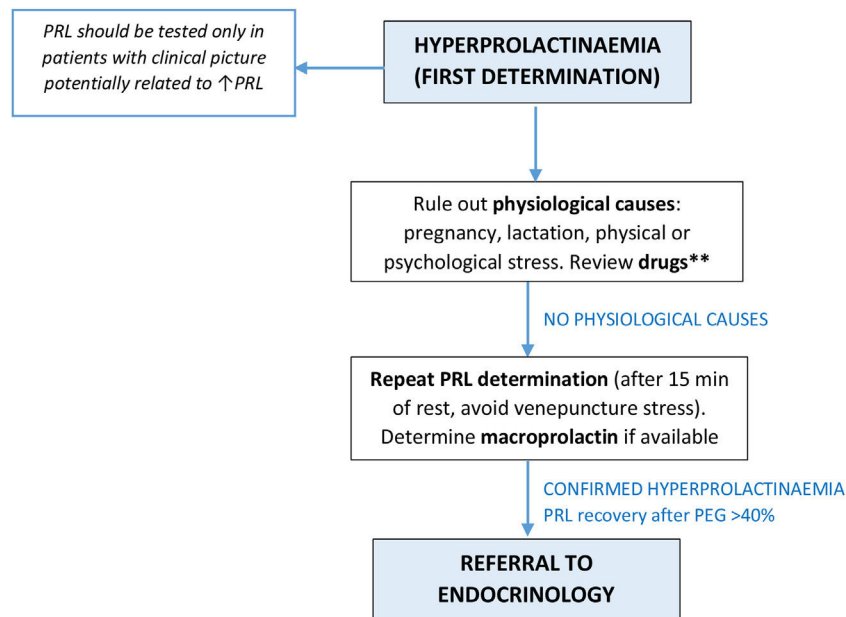 PRL should be tested only in
patients with clinical picture
potentially related to ↑PRL
HYPERPROLACTINAEMIA
(FIRST DETERMINATION)
Rule out physiological causes:
pregnancy, lactation, physical or
psychological stress. Review drugs**
NO PHYSIOLOGICAL CAUSES
Repeat PRL determination (after 15 min
of rest, avoid venepuncture stress).
Determine macroprolactin if available
CONFIRMED HYPERPROLACTINAEMIA
PRL recovery after PEG >40%
REFERRAL TO
ENDOCRINOLOGY